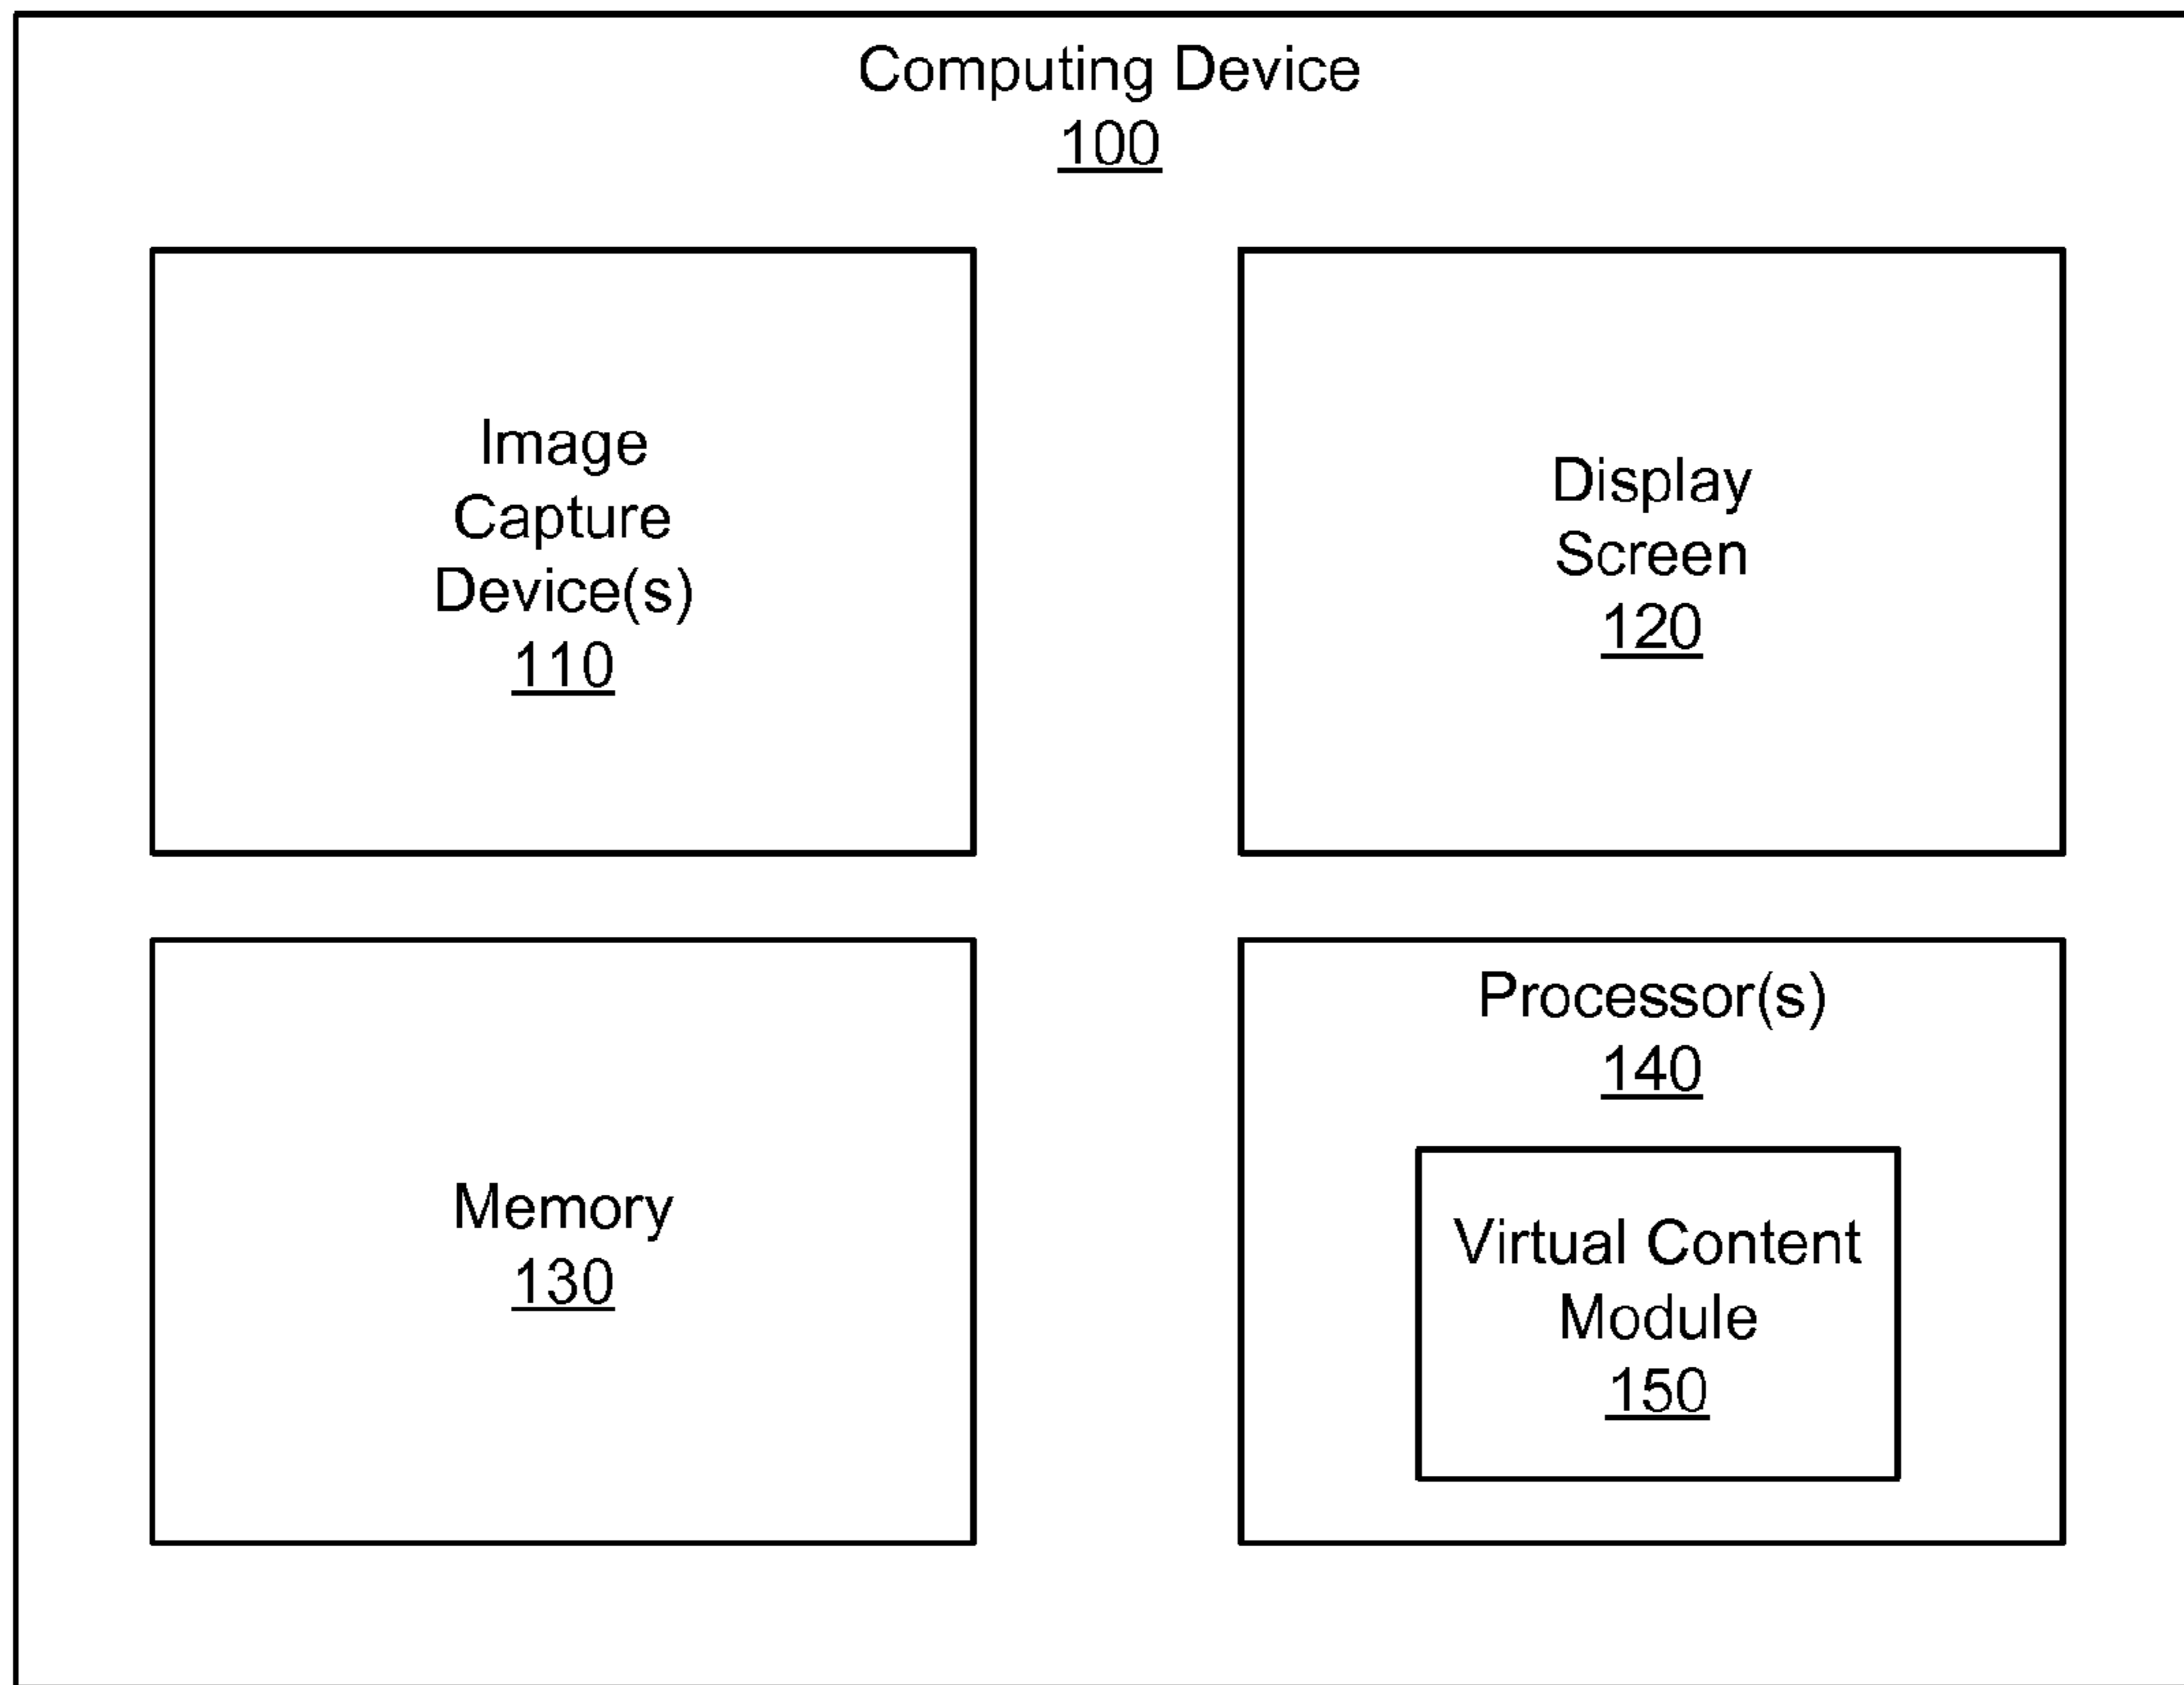 Computing Device
100
Image
Capture
Device(s)
110
Display
Screen
120
Memory
130
Processor(s)
140
Virtual Content
Module
150